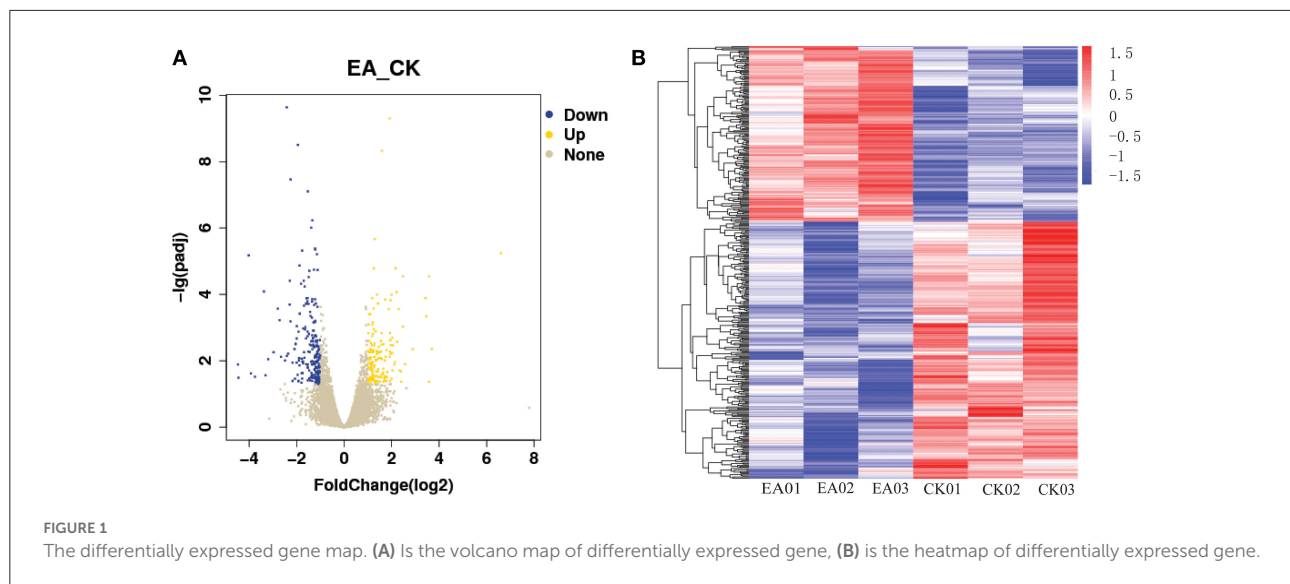 A
EA_CK
10
8
6
4
2
0
-lg(padj)
−4
−2
0
2
4
6
8
FoldChange(log2)
Down
Up
None
B
1.5
1
0.5
0
-0.5
-1
-1.5
EA01
EA02
EA03
CK01
CK02
CK03
FIGURE 1
The differentially expressed gene map. (A) Is the volcano map of differentially expressed gene, (B) is the heatmap of differentially expressed gene.